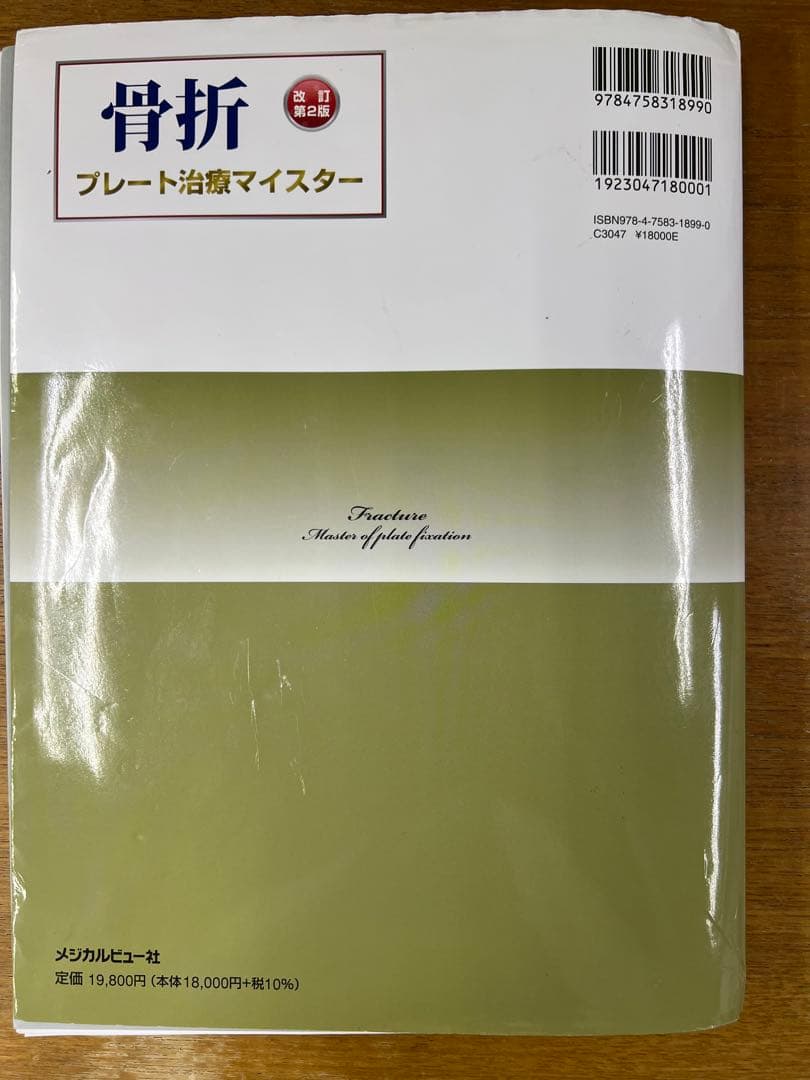 骨折
改訂
第2版
プレート治療マイスター
9784758318990
1923047180001
ISBN978-4-7583-1899-0
C3047 ¥18000E
Fracture
Master of plate fixation
メジカルビュー社
定価 19,800円(本体18,000円+税10%)